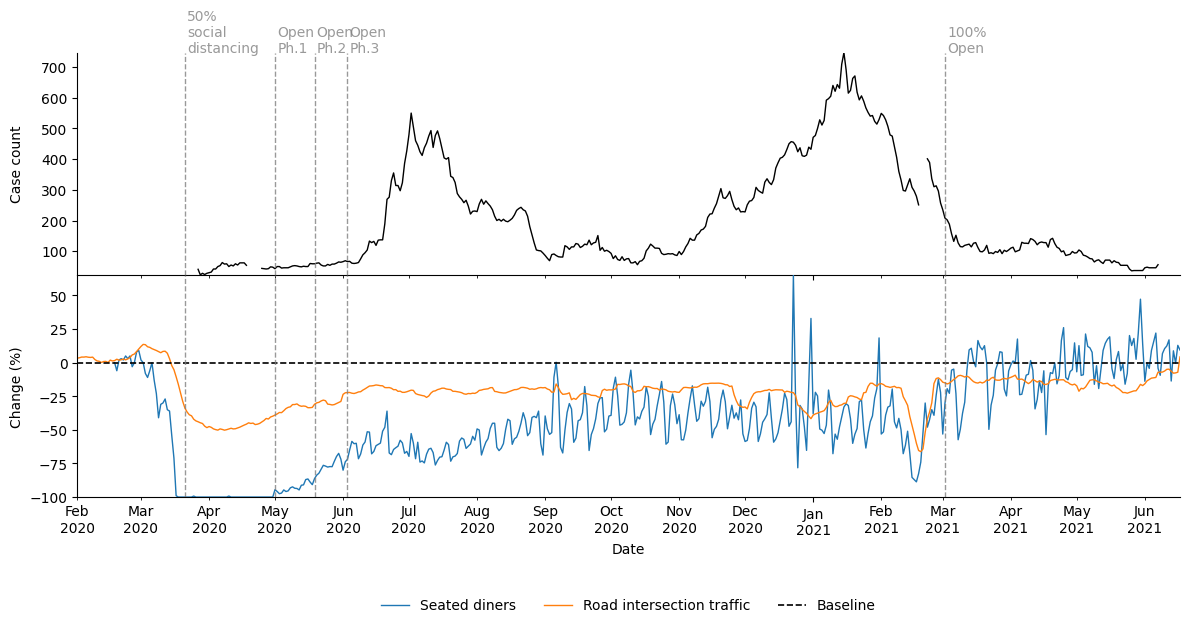 50%
social
distancing
Open
Ph.1
Open
Ph.2
Open
Ph.3
100%
Open
700
600
500
400
300
200
100
Case count
50
25
0
−25
−50
−75
−100
Change (%)
Feb
2020
Mar
2020
Apr
2020
May
2020
Jun
2020
Jul
2020
Aug
2020
Sep
2020
Oct
2020
Nov
2020
Dec
2020
Jan
2021
Feb
2021
Mar
2021
Apr
2021
May
2021
Jun
2021
Date
Seated diners
Road intersection traffic
Baseline